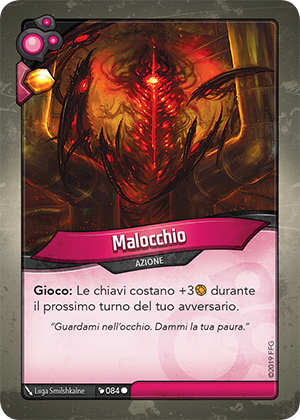 Malocchio
AZIONE
Gioco: Le chiavi costano +3 durante
il prossimo turno del tuo avversario.
“Guardami nell'occhio. Dammi la tua paura.”
Liiga Smilshkalne 084
©2019 FFG